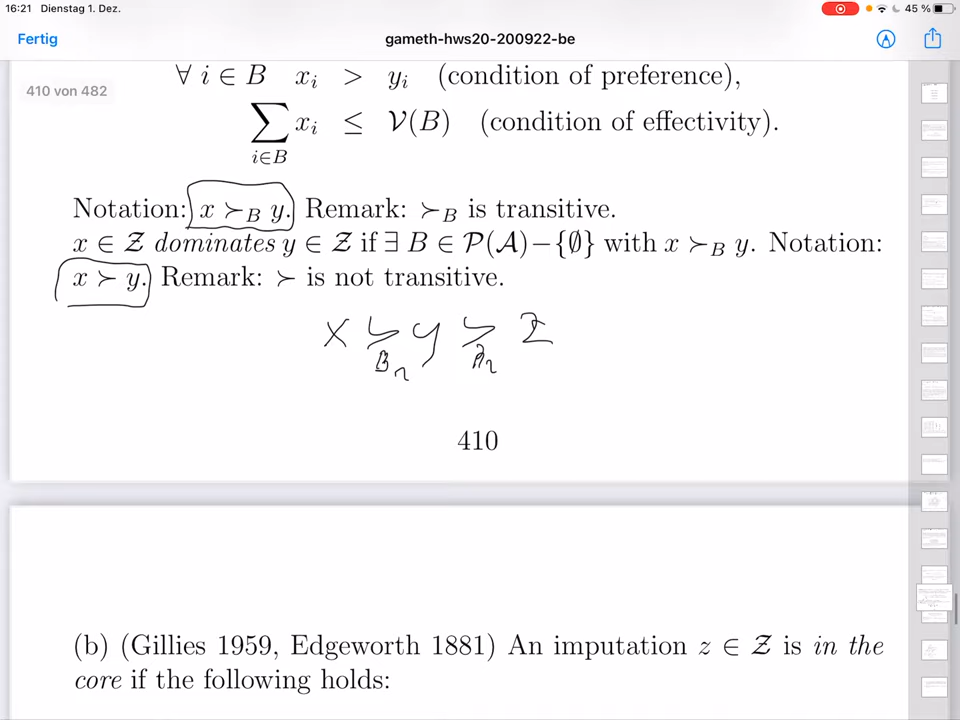 16:21 Dienstag 1. Dez. 45 %
Fertig gameth-hws20-200922-be
410 von 482
∀ i ∈ B x_i > y_i (condition of preference),
∑_{i∈B} x_i ≤ 𝒱(B) (condition of effectivity).
Notation: x ≻_B y. Remark: ≻_B is transitive.
x ∈ 𝒵 dominates y ∈ 𝒵 if ∃ B ∈ 𝒫(𝒜)−{∅} with x ≻_B y. Notation:
x ≻ y. Remark: ≻ is not transitive.
x ≻ y ≻ z
410
(b) (Gillies 1959, Edgeworth 1881) An imputation z ∈ 𝒵 is in the
core if the following holds: